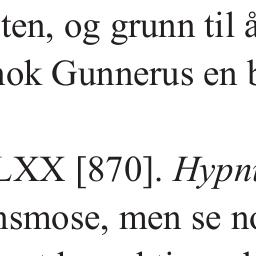 ten, og grunn til å
nok Gunnerus en b
LXX [870]. Hypn
nsmose, men se no